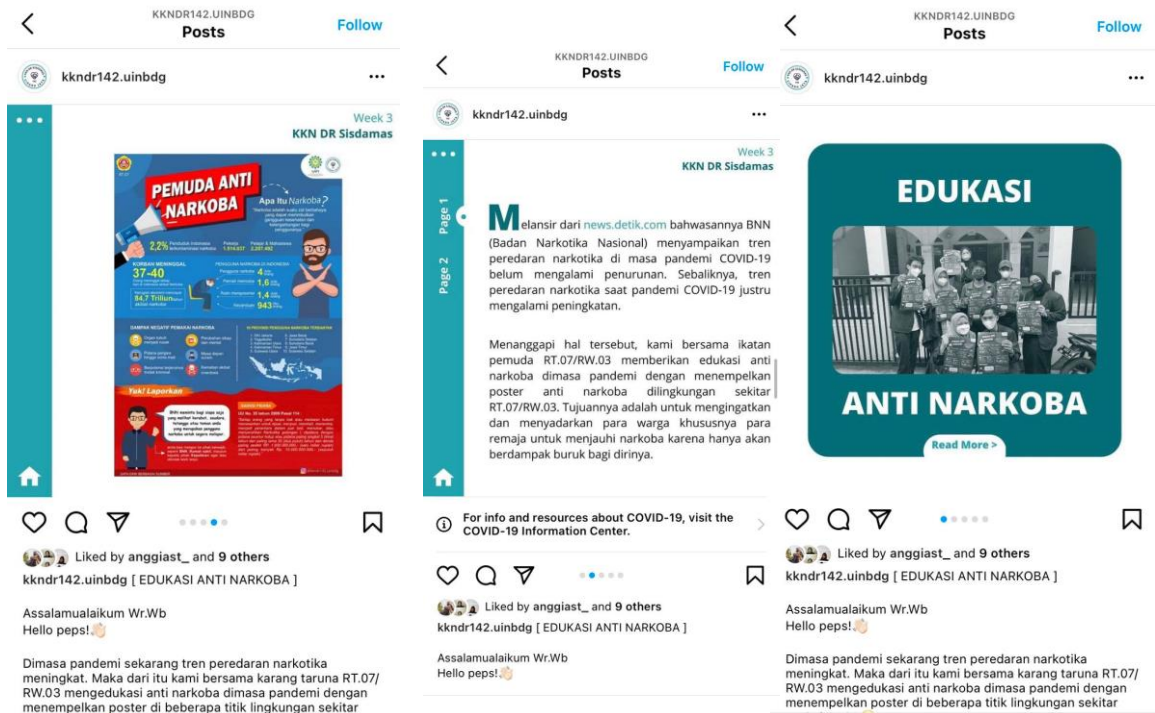 KKNDR142.UINBDG
Posts
Follow
kkndr142.uinbdg
Week 3
KKN DR Sisdamas
PEMUDA ANTI
NARKOBA
Apa Itu Narkoba?
2,2%
KORBAN MENINGGAL
37-40
84,7 Triliun
4
1,6
1,4
943
DAMPAK NEGATIF PEMAKAI NARKOBA
Yuk! Laporkan
Liked by anggiast_ and 9 others
kkndr142.uinbdg [ EDUKASI ANTI NARKOBA ]
Assalamualaikum Wr.Wb
Hello peps!
Dimasa pandemi sekarang tren peredaran narkotika
meningkat. Maka dari itu kami bersama karang taruna RT.07/
RW.03 mengedukasi anti narkoba dimasa pandemi dengan
menempelkan poster di beberapa titik lingkungan sekitar
KKNDR142.UINBDG
Posts
Follow
kkndr142.uinbdg
Week 3
KKN DR Sisdamas
Page 1
Page 2
Melansir dari news.detik.com bahwasannya BNN
(Badan Narkotika Nasional) menyampaikan tren
peredaran narkotika di masa pandemi COVID-19
belum mengalami penurunan. Sebaliknya, tren
peredaran narkotika saat pandemi COVID-19 justru
mengalami peningkatan.
Menanggapi hal tersebut, kami bersama ikatan
pemuda RT.07/RW.03 memberikan edukasi anti
narkoba dimasa pandemi dengan menempelkan
poster anti narkoba dilingkungan sekitar
RT.07/RW.03. Tujuannya adalah untuk mengingatkan
dan menyadarkan para warga khususnya para
remaja untuk menjauhi narkoba karena hanya akan
berdampak buruk bagi dirinya.
For info and resources about COVID-19, visit the
COVID-19 Information Center.
Liked by anggiast_ and 9 others
kkndr142.uinbdg [ EDUKASI ANTI NARKOBA ]
Assalamualaikum Wr.Wb
Hello peps!
KKNDR142.UINBDG
Posts
Follow
kkndr142.uinbdg
EDUKASI
ANTI NARKOBA
Read More >
Liked by anggiast_ and 9 others
kkndr142.uinbdg [ EDUKASI ANTI NARKOBA ]
Assalamualaikum Wr.Wb
Hello peps!
Dimasa pandemi sekarang tren peredaran narkotika
meningkat. Maka dari itu kami bersama karang taruna RT.07/
RW.03 mengedukasi anti narkoba dimasa pandemi dengan
menempelkan poster di beberapa titik lingkungan sekitar